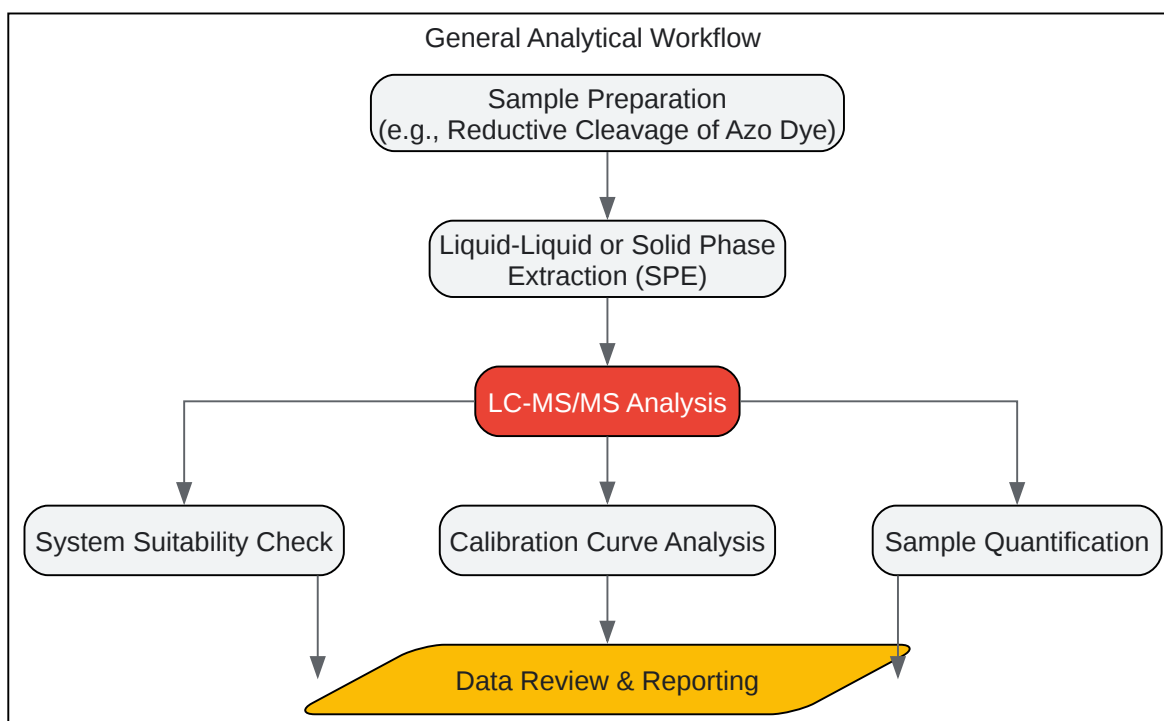 General Analytical Workflow
Sample Preparation
(e.g., Reductive Cleavage of Azo Dye)
Liquid-Liquid or Solid Phase
Extraction (SPE)
LC-MS/MS Analysis
System Suitability Check
Calibration Curve Analysis
Sample Quantification
Data Review & Reporting